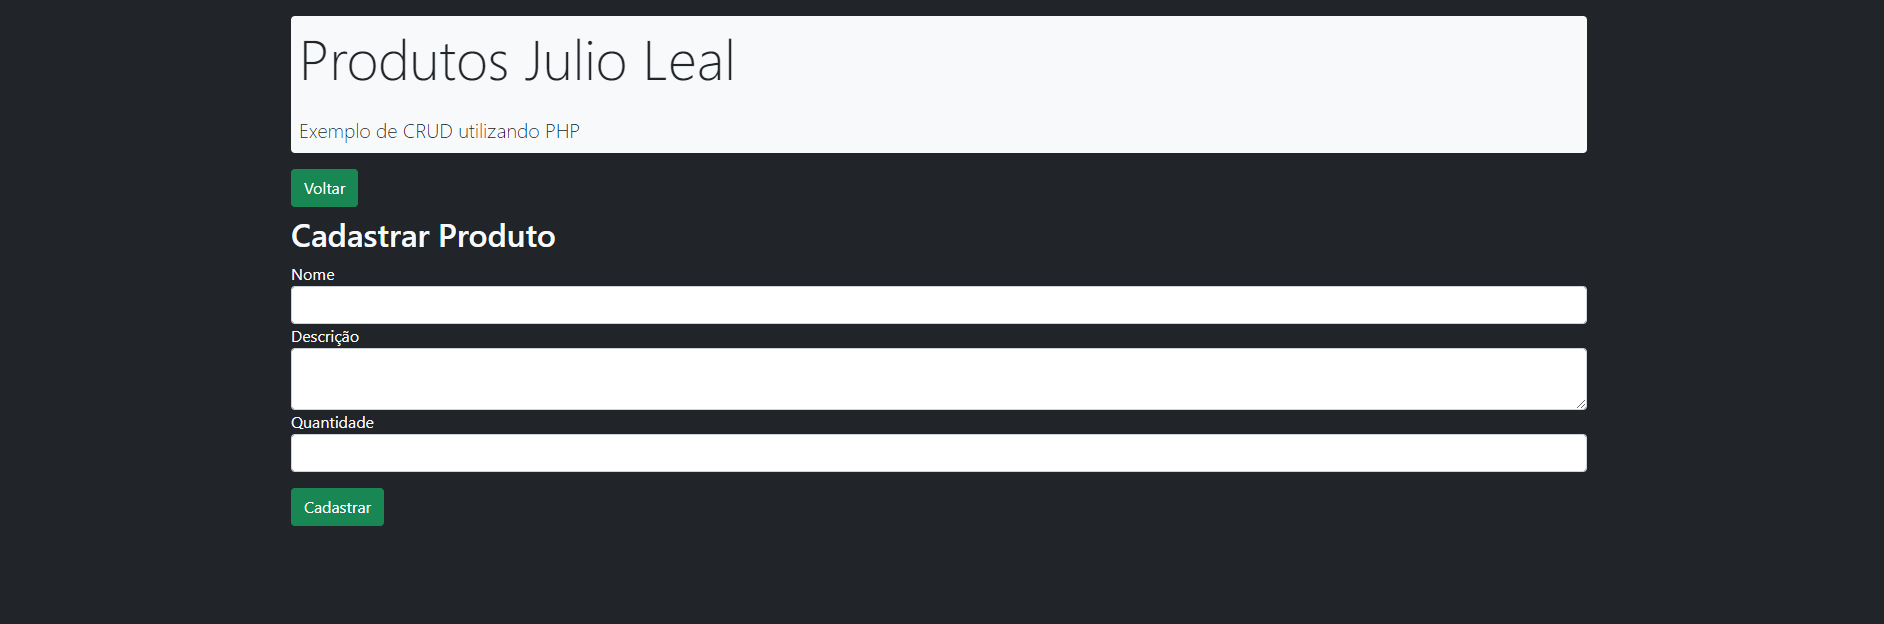 Produtos Julio Leal
Exemplo de CRUD utilizando PHP
Voltar
Cadastrar Produto
Nome
Descrição
Quantidade
Cadastrar